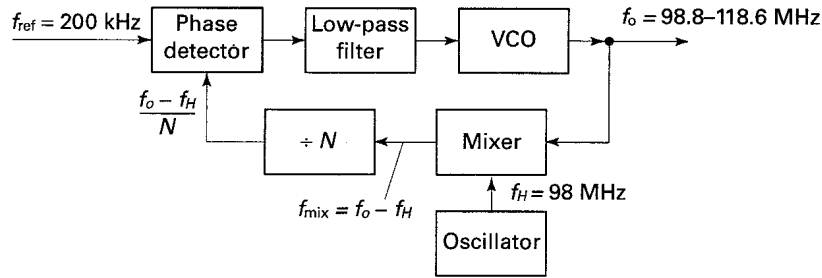 f_ref = 200 kHz
Phase
detector
Low-pass
filter
VCO
f_o = 98.8–118.6 MHz
f_o – f_H
N
÷ N
Mixer
f_mix = f_o – f_H
f_H = 98 MHz
Oscillator